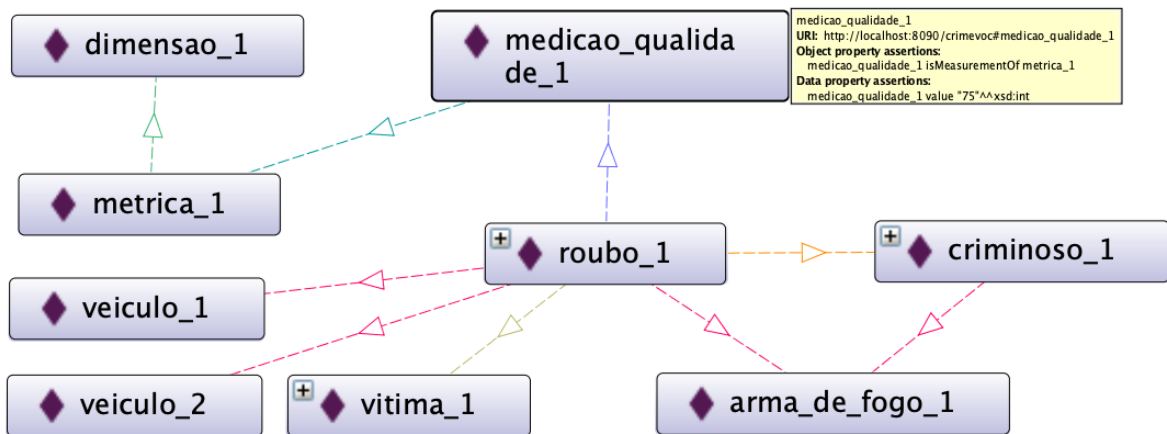 dimensao_1
medicao_qualida
de_1
medicao_qualidade_1
URI: http://localhost:8090/crimevoc#medicao_qualidade_1
Object property assertions:
medicao_qualidade_1 isMeasurementOf metrica_1
Data property assertions:
medicao_qualidade_1 value "75"^^xsd:int
metrica_1
roubo_1
criminoso_1
veiculo_1
veiculo_2
vitima_1
arma_de_fogo_1